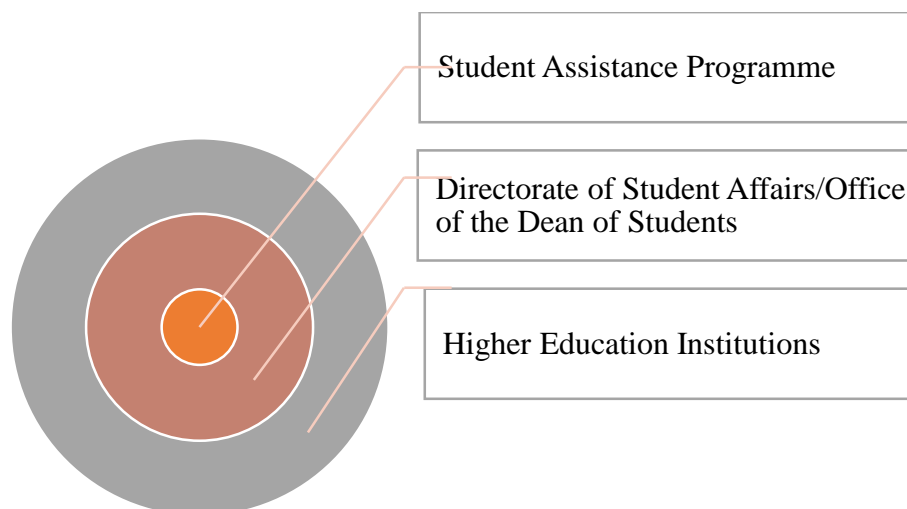 Student Assistance Programme
Directorate of Student Affairs/Office
of the Dean of Students
Higher Education Institutions